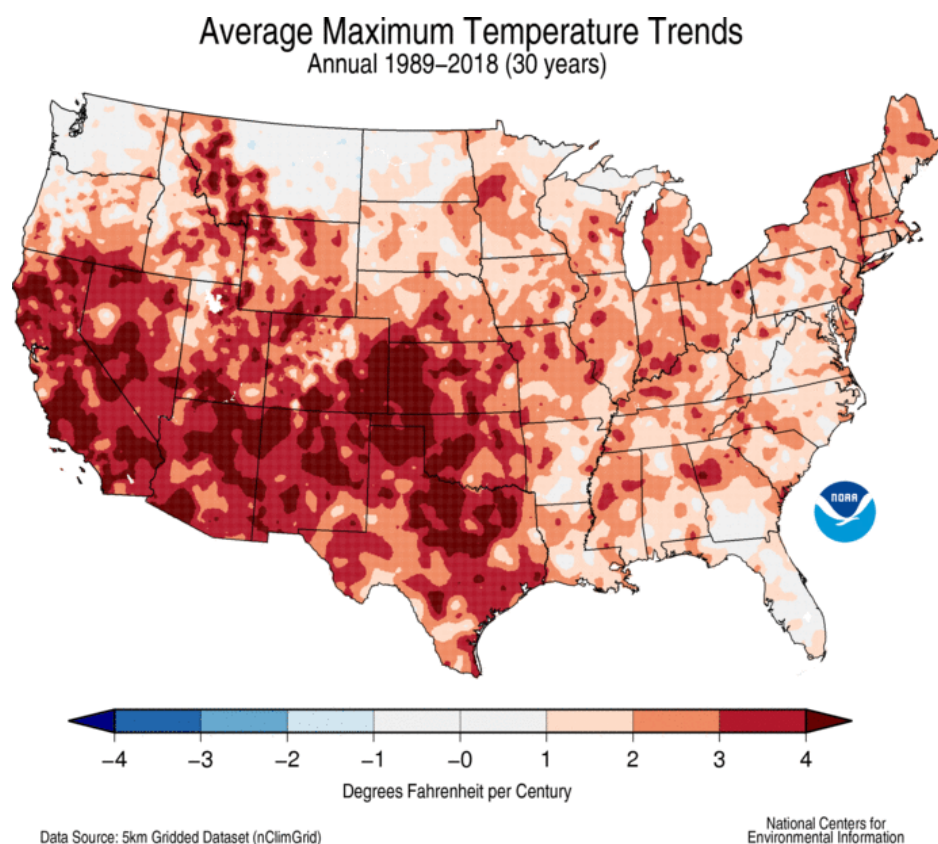 Average Maximum Temperature Trends
Annual 1989–2018 (30 years)
NOAA
−4 −3 −2 −1 −0 1 2 3 4
Degrees Fahrenheit per Century
Data Source: 5km Gridded Dataset (nClimGrid)
National Centers for
Environmental Information